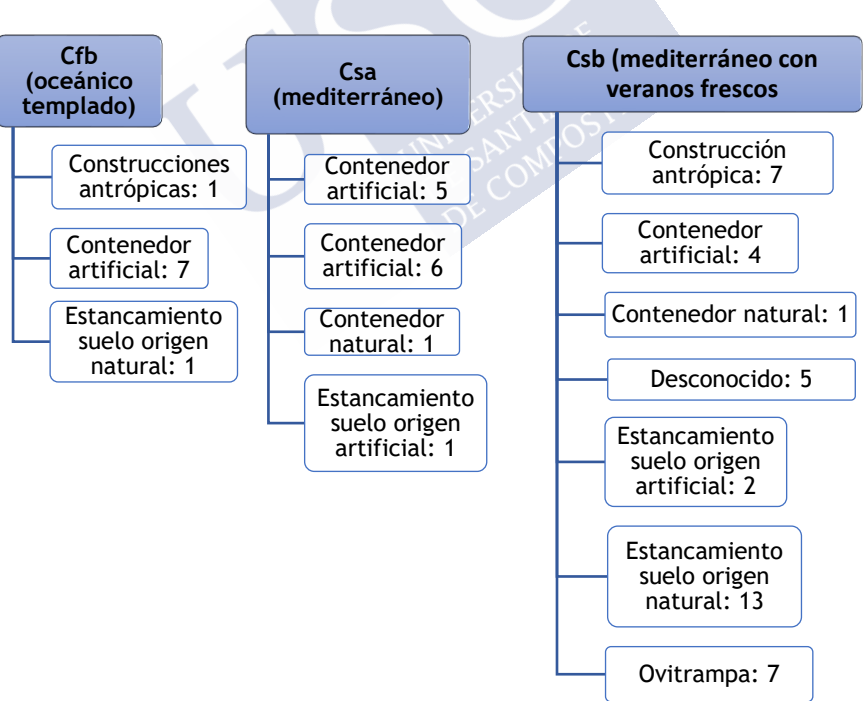 Cfb
(oceánico
templado)
Construcciones
antrópicas: 1
Contenedor
artificial: 7
Estancamiento
suelo origen
natural: 1
Csa
(mediterráneo)
Contenedor
artificial: 5
Contenedor
artificial: 6
Contenedor
natural: 1
Estancamiento
suelo origen
artificial: 1
Csb (mediterráneo con
veranos frescos
Construcción
antrópica: 7
Contenedor
artificial: 4
Contenedor natural: 1
Desconocido: 5
Estancamiento
suelo origen
artificial: 2
Estancamiento
suelo origen
natural: 13
Ovitrampa: 7